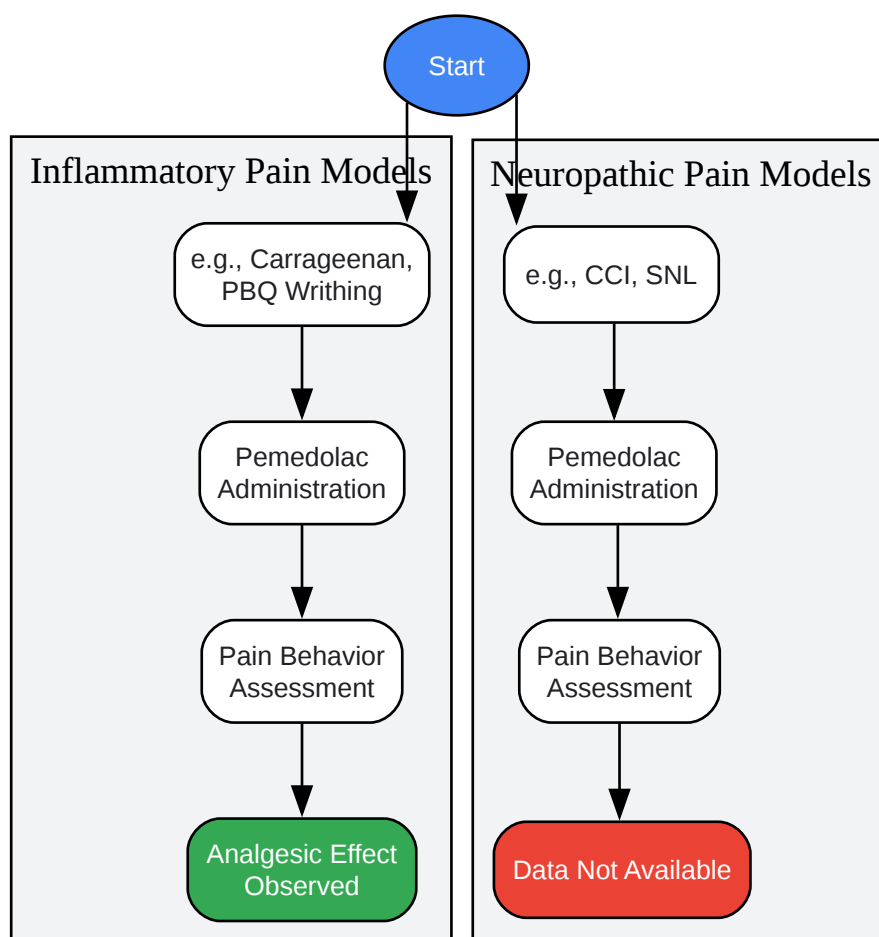 Start
Inflammatory Pain Models
e.g., Carrageenan,
PBQ Writhing
Pemedolac
Administration
Pain Behavior
Assessment
Analgesic Effect
Observed
Neuropathic Pain Models
e.g., CCI, SNL
Pemedolac
Administration
Pain Behavior
Assessment
Data Not Available